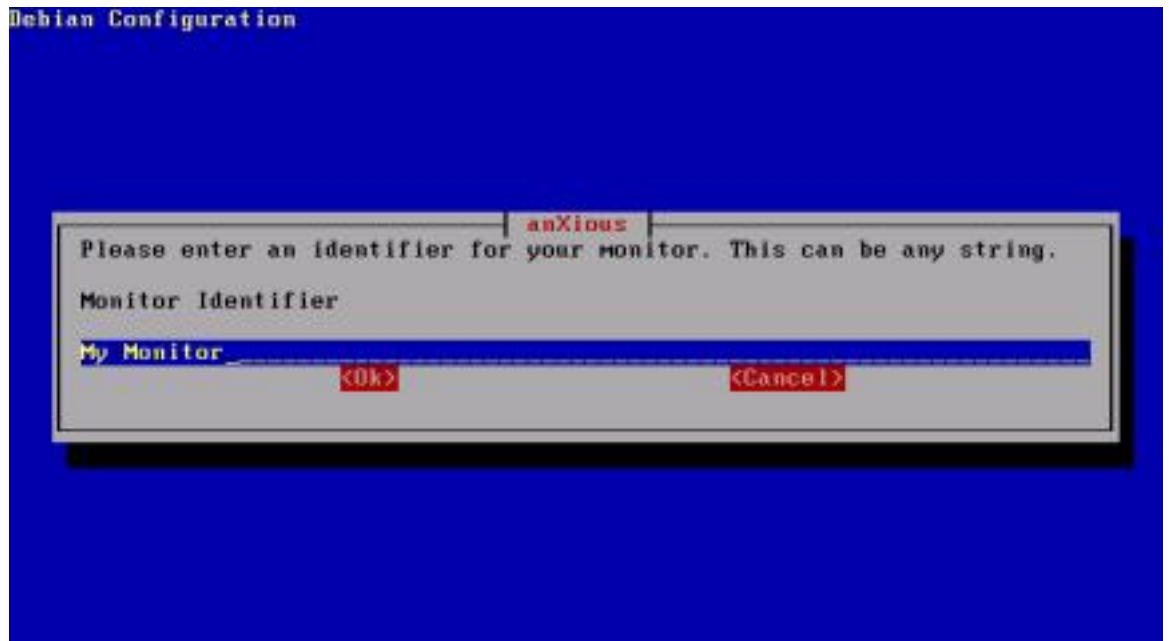 Debian Configuration
anXious
Please enter an identifier for your monitor. This can be any string.
Monitor Identifier
My Monitor
<Ok> <Cancel>